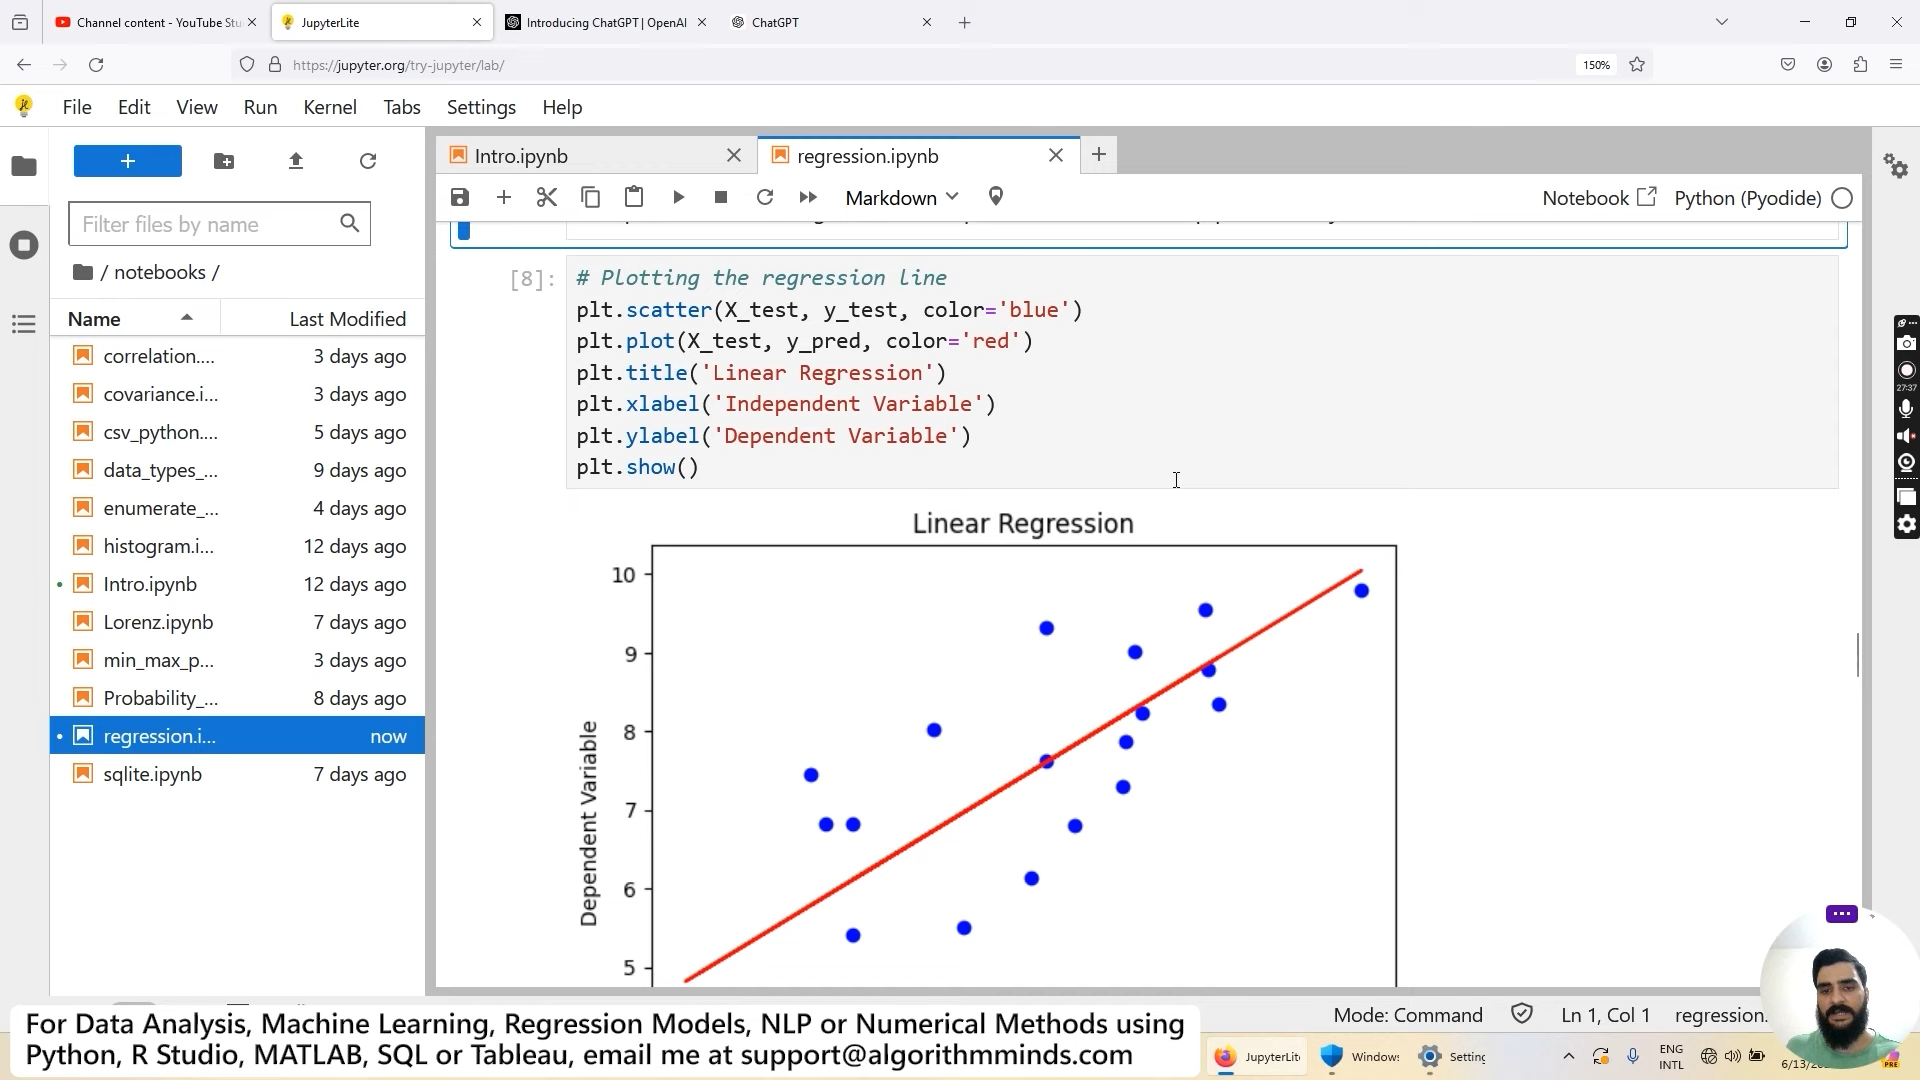 Channel content - YouTube Stu
JupyterLite
Introducing ChatGPT | OpenAI
ChatGPT
https://jupyter.org/try-jupyter/lab/
150%
File Edit View Run Kernel Tabs Settings Help
Intro.ipynb
regression.ipynb
Filter files by name
Markdown
Notebook
Python (Pyodide)
/ notebooks /
Name Last Modified
correlation.... 3 days ago
covariance.i... 3 days ago
csv_python.... 5 days ago
data_types_... 9 days ago
enumerate_... 4 days ago
histogram.i... 12 days ago
Intro.ipynb 12 days ago
Lorenz.ipynb 7 days ago
min_max_p... 3 days ago
Probability_... 8 days ago
regression.i... now
sqlite.ipynb 7 days ago
[8]:
# Plotting the regression line
plt.scatter(X_test, y_test, color='blue')
plt.plot(X_test, y_pred, color='red')
plt.title('Linear Regression')
plt.xlabel('Independent Variable')
plt.ylabel('Dependent Variable')
plt.show()
Linear Regression
10
9
8
7
6
5
Dependent Variable
27:37
Mode: Command
Ln 1, Col 1
regression.
For Data Analysis, Machine Learning, Regression Models, NLP or Numerical Methods using
Python, R Studio, MATLAB, SQL or Tableau, email me at support@algorithmminds.com
JupyterLit
Windows
Setting
ENG
INTL
6/13/20
PRE